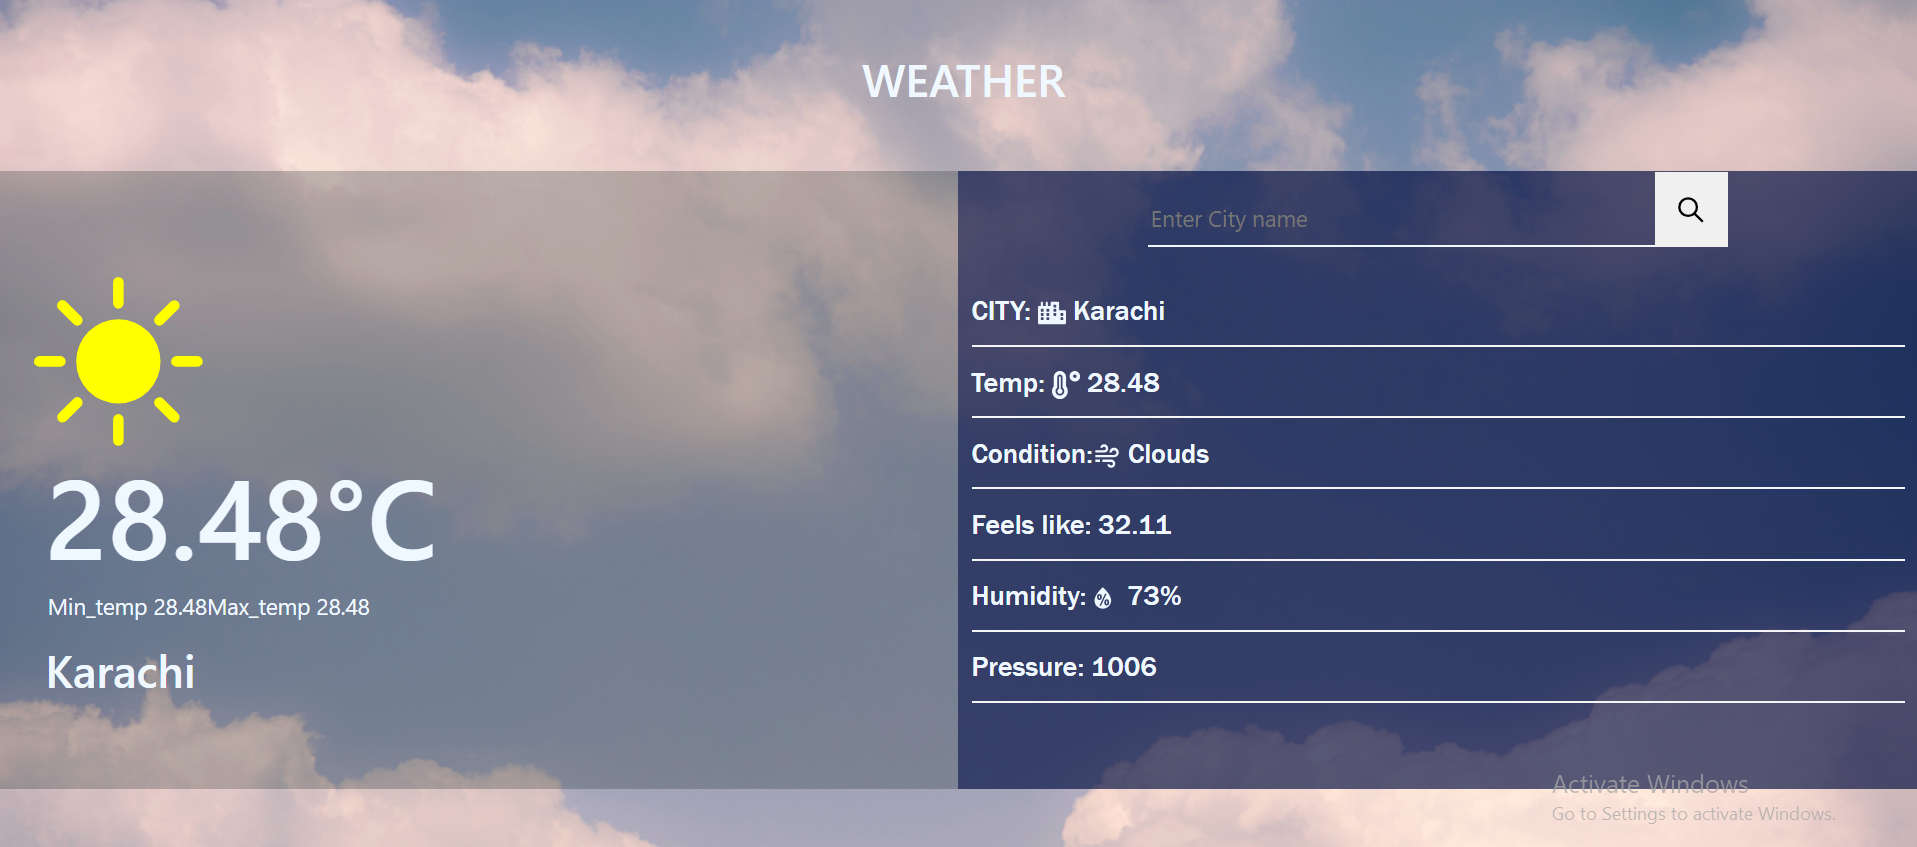 WEATHER
28.48°C
Min_temp 28.48Max_temp 28.48
Karachi
Enter City name
CITY: Karachi
Temp: ° 28.48
Condition: Clouds
Feels like: 32.11
Humidity: 73%
Pressure: 1006
Activate Windows
Go to Settings to activate Windows.